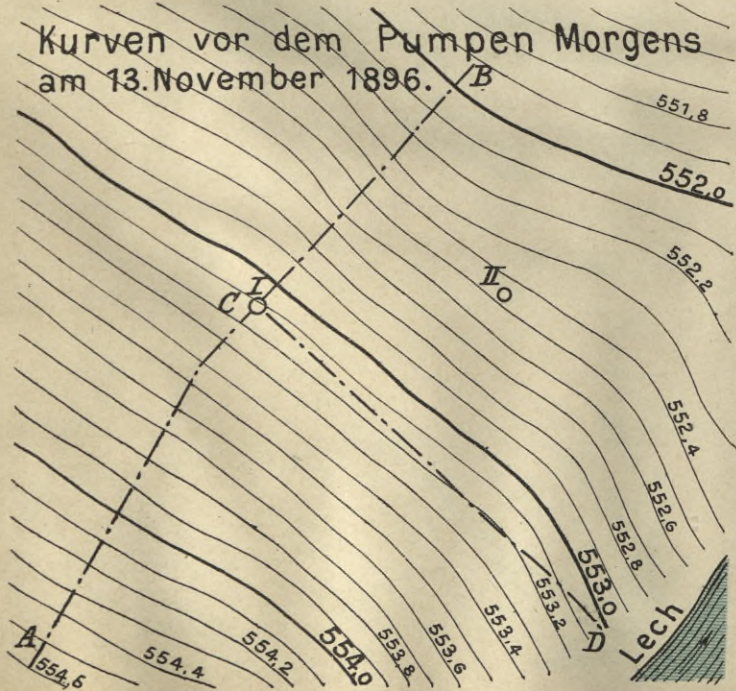 Kurven vor dem Pumpen Morgens
am 13. November 1896.
B
551,8
552,0
552,2
II
I
C
552,4
552,6
552,8
553,0
553,2
D
Lech
553,4
553,6
553,8
554,0
554,2
554,4
A
554,6